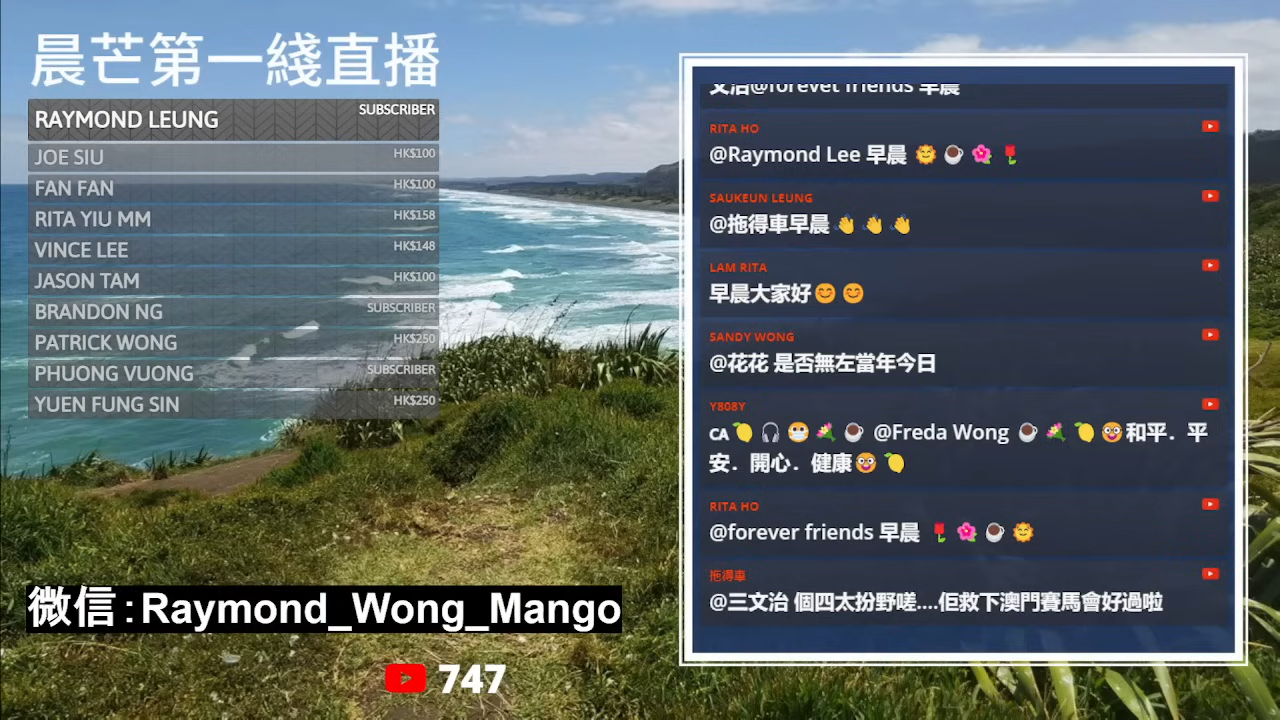 晨芒第一綫直播
RAYMOND LEUNG SUBSCRIBER
JOE SIU HK$100
FAN FAN HK$100
RITA YIU MM HK$158
VINCE LEE HK$148
JASON TAM HK$100
BRANDON NG SUBSCRIBER
PATRICK WONG HK$250
PHUONG VUONG SUBSCRIBER
YUEN FUNG SIN HK$250
微信:Raymond_Wong_Mango
747
文治@forevet friends 早晨
RITA HO
@Raymond Lee 早晨 🌞 ☕ 🌺 🌷
SAUKEUN LEUNG
@拖得車早晨👋 👋 👋
LAM RITA
早晨大家好😊 😊
SANDY WONG
@花花 是否無左當年今日
Y808Y
CA🍋 🎧 😷 💐 ☕ @Freda Wong ☕ 💐 🍋 🤓和平．平
安．開心．健康🤓 🍋
RITA HO
@forever friends 早晨 🌷 🌺 ☕ 🌞
拖得車
@三文治 個四太扮野嗟....佢救下澳門賽馬會好過啦